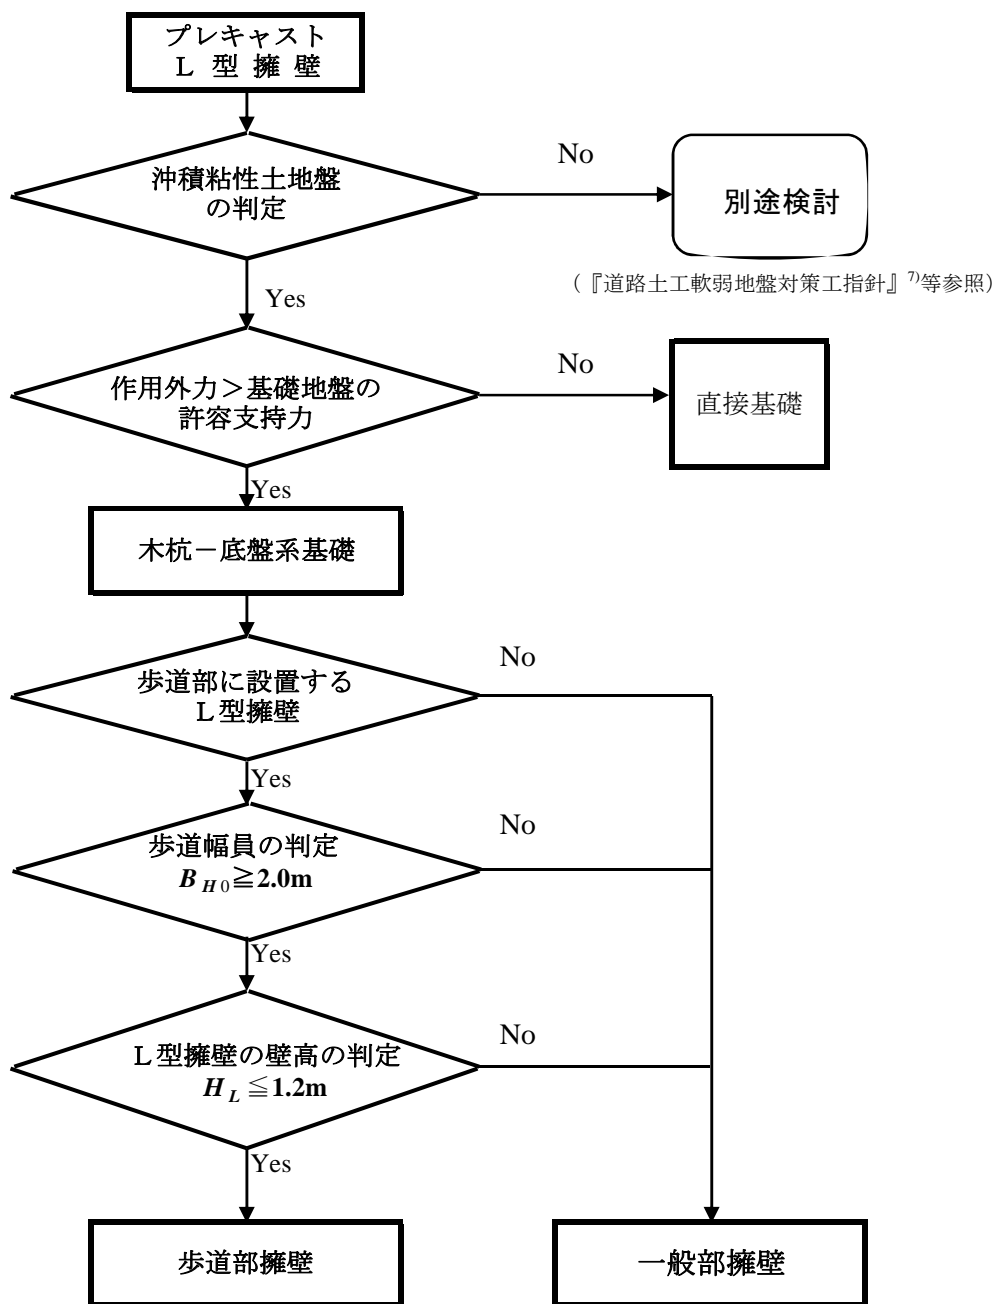 プレキャスト
Ｌ 型 擁 壁
沖積粘性土地盤
の判定
No
別途検討
（『道路土工軟弱地盤対策工指針』7)等参照）
Yes
作用外力＞基礎地盤の
許容支持力
No
直接基礎
Yes
木杭－底盤系基礎
歩道部に設置する
Ｌ型擁壁
No
Yes
歩道幅員の判定
BH0≧2.0m
No
Yes
Ｌ型擁壁の壁高の判定
HL≦1.2m
No
Yes
歩道部擁壁
一般部擁壁